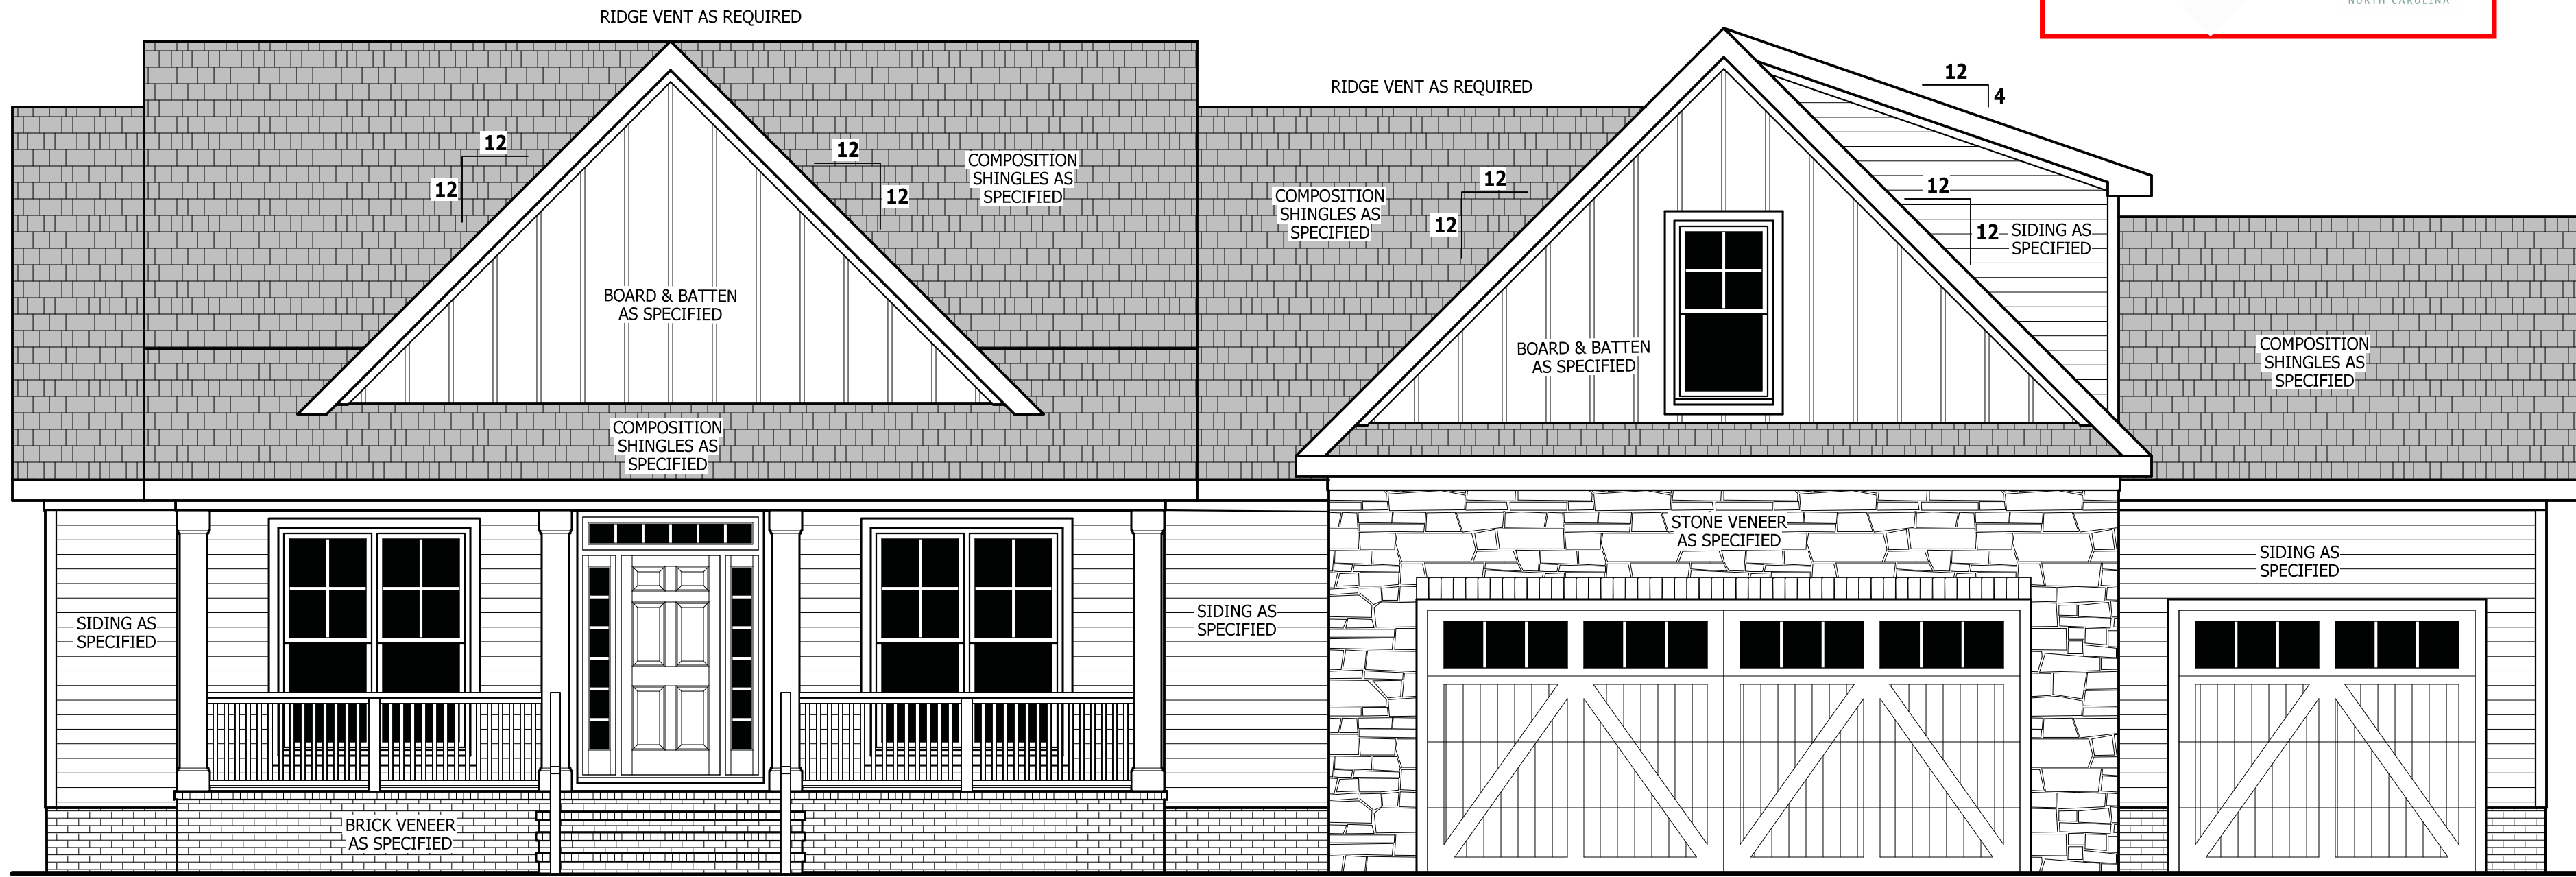 NORTH CAROLINA
RIDGE VENT AS REQUIRED
RIDGE VENT AS REQUIRED
12
4
12
12
12
12
COMPOSITION
SHINGLES AS
SPECIFIED
COMPOSITION
SHINGLES AS
SPECIFIED
12
12
12
12
SIDING AS
SPECIFIED
BOARD & BATTEN
AS SPECIFIED
BOARD & BATTEN
AS SPECIFIED
COMPOSITION
SHINGLES AS
SPECIFIED
COMPOSITION
SHINGLES AS
SPECIFIED
STONE VENEER
AS SPECIFIED
SIDING AS
SPECIFIED
SIDING AS
SPECIFIED
SIDING AS
SPECIFIED
BRICK VENEER
AS SPECIFIED